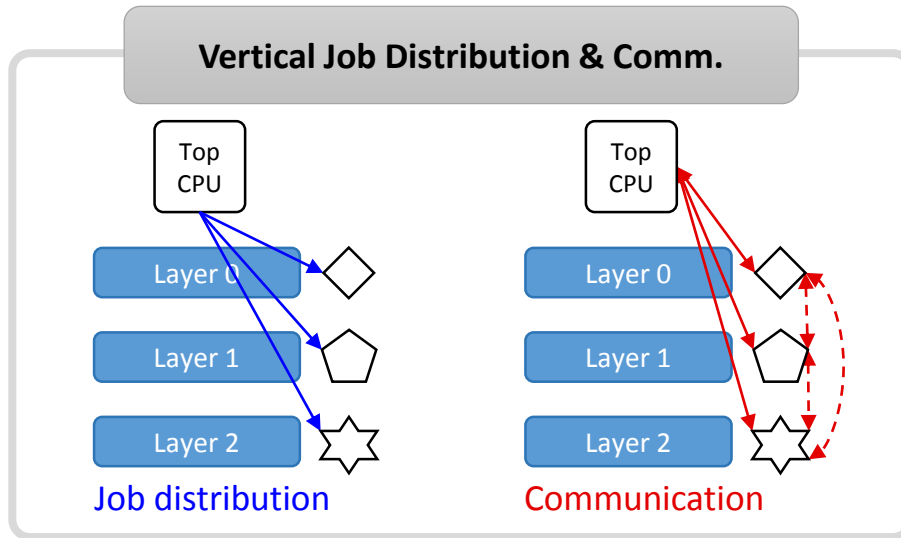 Vertical Job Distribution & Comm.
Top
CPU
Layer 0
Layer 1
Layer 2
Job distribution
Top
CPU
Layer 0
Layer 1
Layer 2
Communication